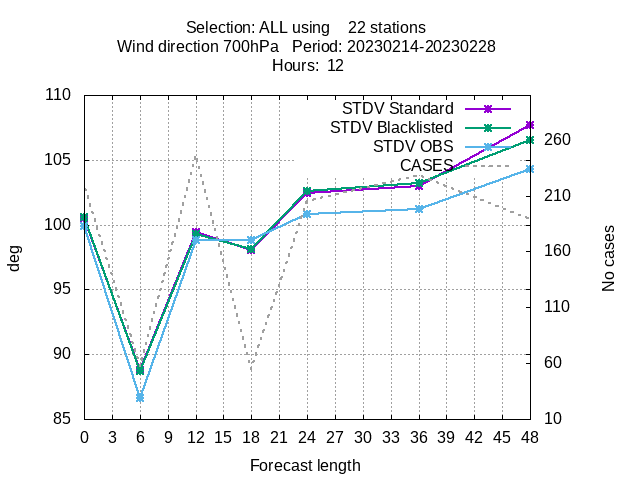 Selection: ALL using 22 stations
Wind direction 700hPa Period: 20230214-20230228
Hours: 12
STDV Standard
STDV Blacklisted
STDV OBS
CASES
110
105
100
95
90
85
deg
260
210
160
110
60
10
No cases
0 3 6 9 12 15 18 21 24 27 30 33 36 39 42 45 48
Forecast length